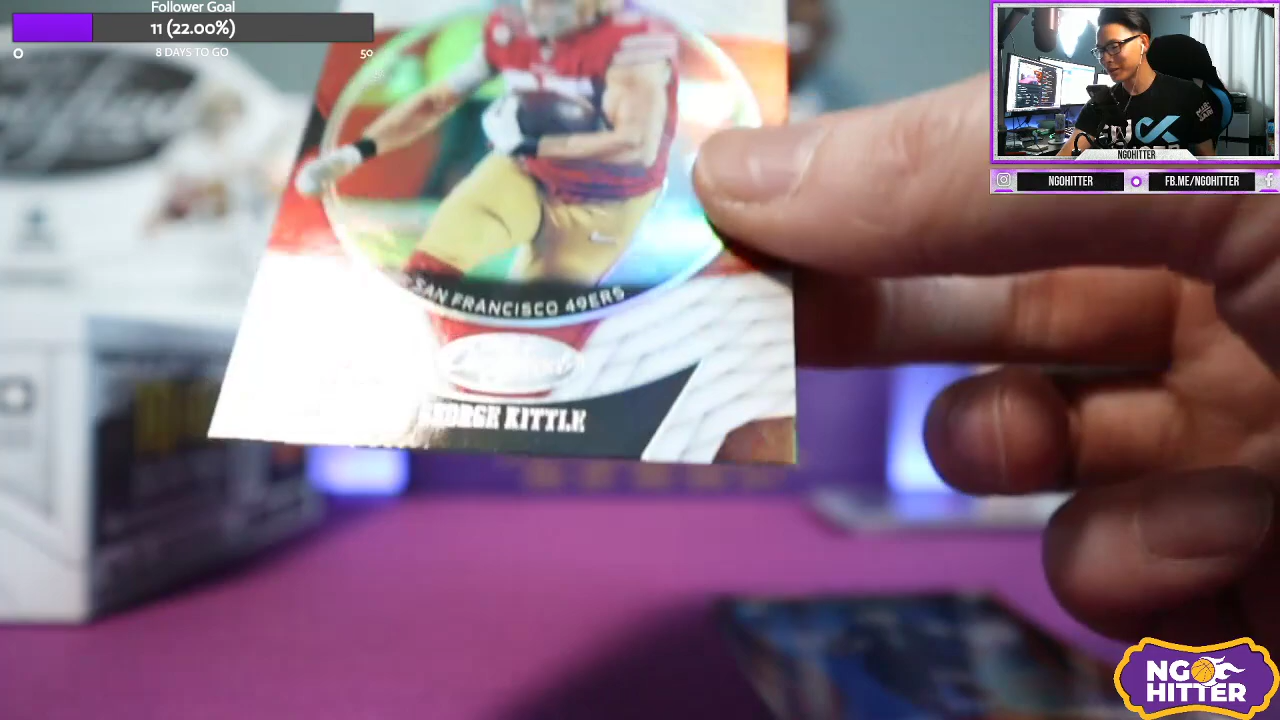 Follower Goal
11 (22.00%)
0 8 DAYS TO GO 50
SAN FRANCISCO 49ERS
GEORGE KITTLE
NGOHITTER
NGOHITTER FB.ME/NGOHITTER
NGO
HITTER